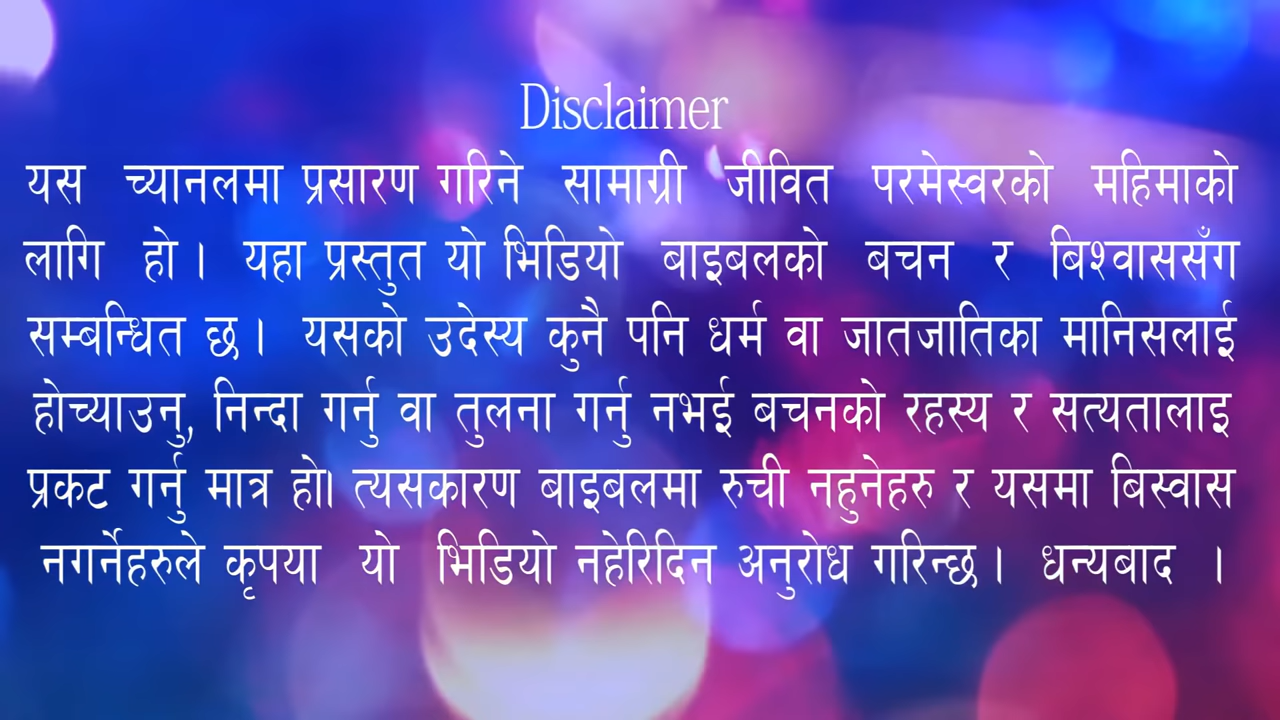 Disclaimer
यस च्यानलमा प्रसारण गरिने सामाग्री जीवित परमेस्वरको महिमाको
लागि हो । यहा प्रस्तुत यो भिडियो बाइबलको बचन र बिश्वाससँग
सम्बन्धित छ । यसको उदेस्य कुनै पनि धर्म वा जातजातिका मानिसलाई
होच्याउनु, निन्दा गर्नु वा तुलना गर्नु नभई बचनको रहस्य र सत्यतालाइ
प्रकट गर्नु मात्र हो। त्यसकारण बाइबलमा रुची नहुनेहरु र यसमा बिस्वास
नगर्नेहरुले कृपया यो भिडियो नहेरिदिन अनुरोध गरिन्छ । धन्यबाद ।